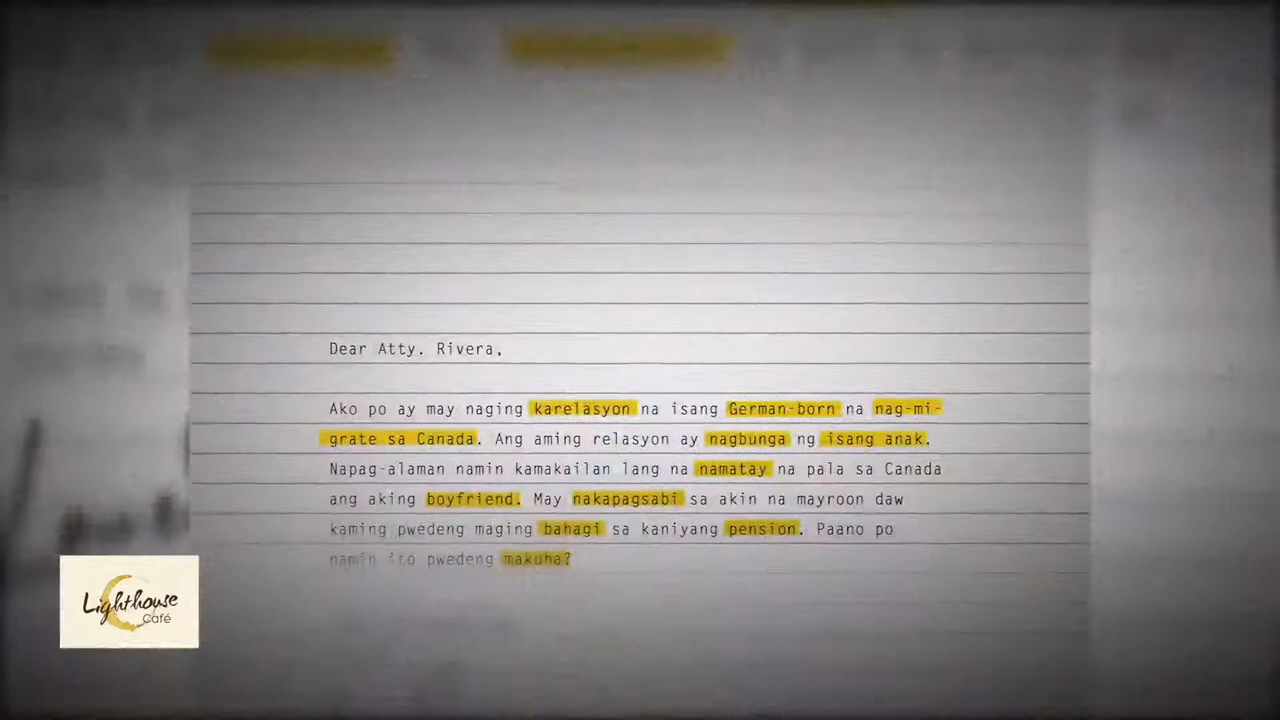 Dear Atty. Rivera,
Ako po ay may naging karelasyon na isang German-born na nag-mi-
grate sa Canada. Ang aming relasyon ay nagbunga ng isang anak.
Napag-alaman namin kamakailan lang na namatay na pala sa Canada
ang aking boyfriend. May nakapagsabi sa akin na mayroon daw
kaming pwedeng maging bahagi sa kaniyang pension. Paano po
namin ito pwedeng makuha?
Lighthouse
Café